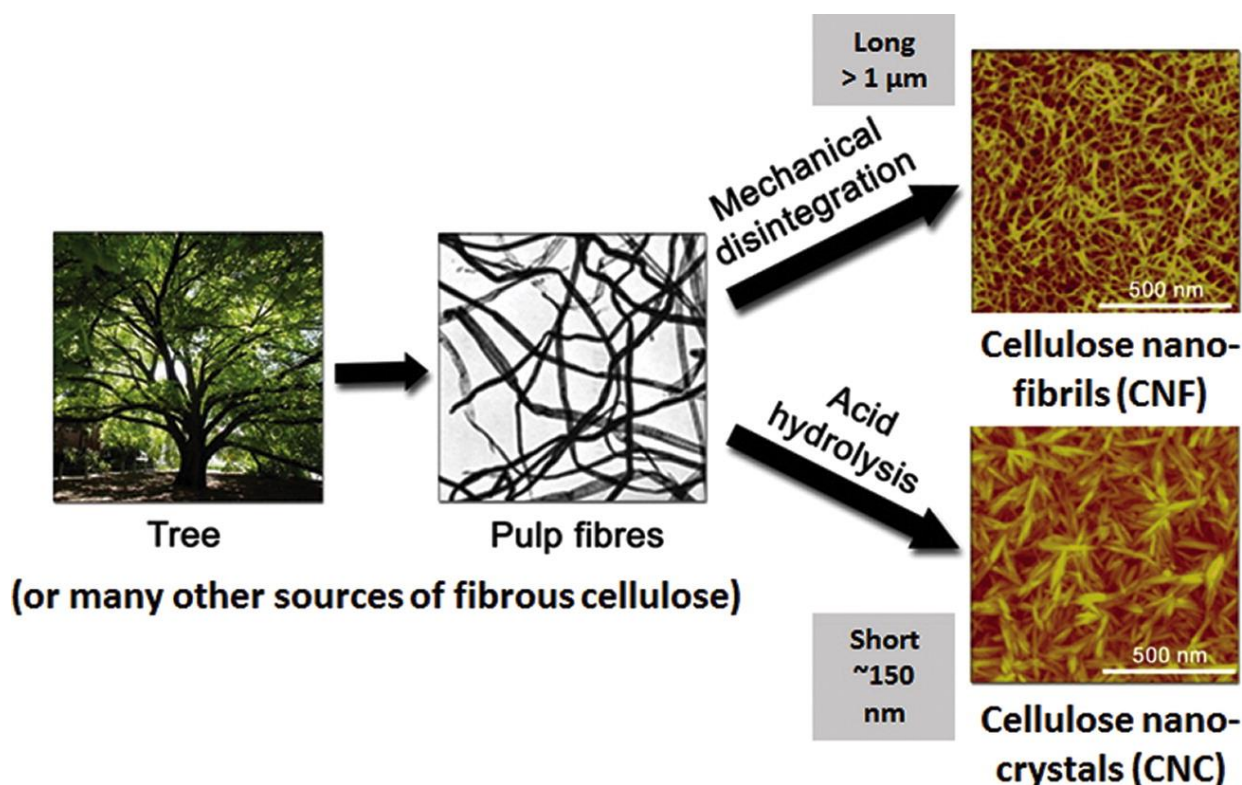 Tree
(or many other sources of fibrous cellulose)
Pulp fibres
Mechanical
disintegration
Acid
hydrolysis
Long
> 1 µm
500 nm
Cellulose nano-
fibrils (CNF)
Short
~150
nm
500 nm
Cellulose nano-
crystals (CNC)